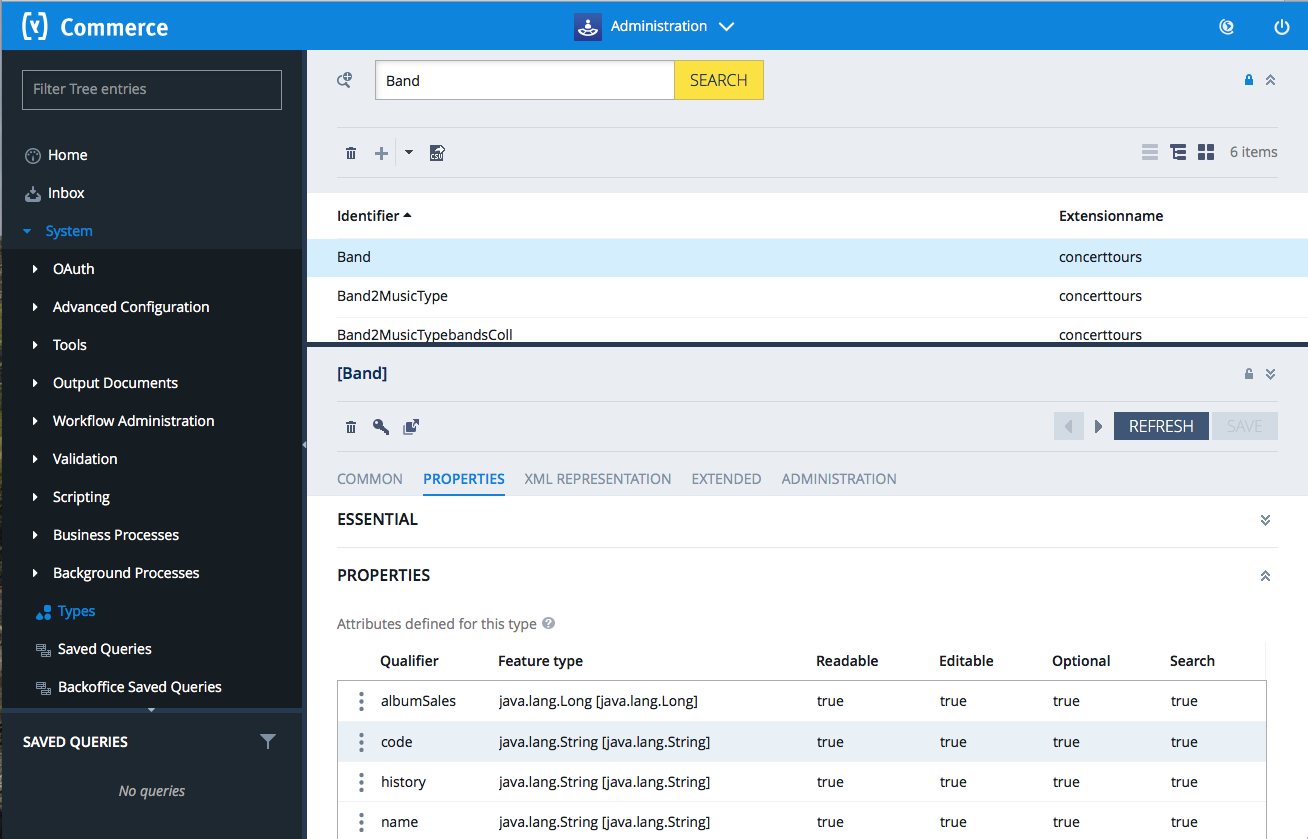 Commerce
Administration
Filter Tree entries
Home
Inbox
System
OAuth
Advanced Configuration
Tools
Output Documents
Workflow Administration
Validation
Scripting
Business Processes
Background Processes
Types
Saved Queries
Backoffice Saved Queries
SAVED QUERIES
No queries
Band SEARCH
CSV
6 items
Identifier Extensionname
Band concerttours
Band2MusicType concerttours
Band2MusicTypebandsColl concerttours
[Band]
REFRESH SAVE
COMMON PROPERTIES XML REPRESENTATION EXTENDED ADMINISTRATION
ESSENTIAL
PROPERTIES
Attributes defined for this type ?
Qualifier Feature type Readable Editable Optional Search
albumSales java.lang.Long [java.lang.Long] true true true true
code java.lang.String [java.lang.String] true true true true
history java.lang.String [java.lang.String] true true true true
name java.lang.String [java.lang.String] true true true true